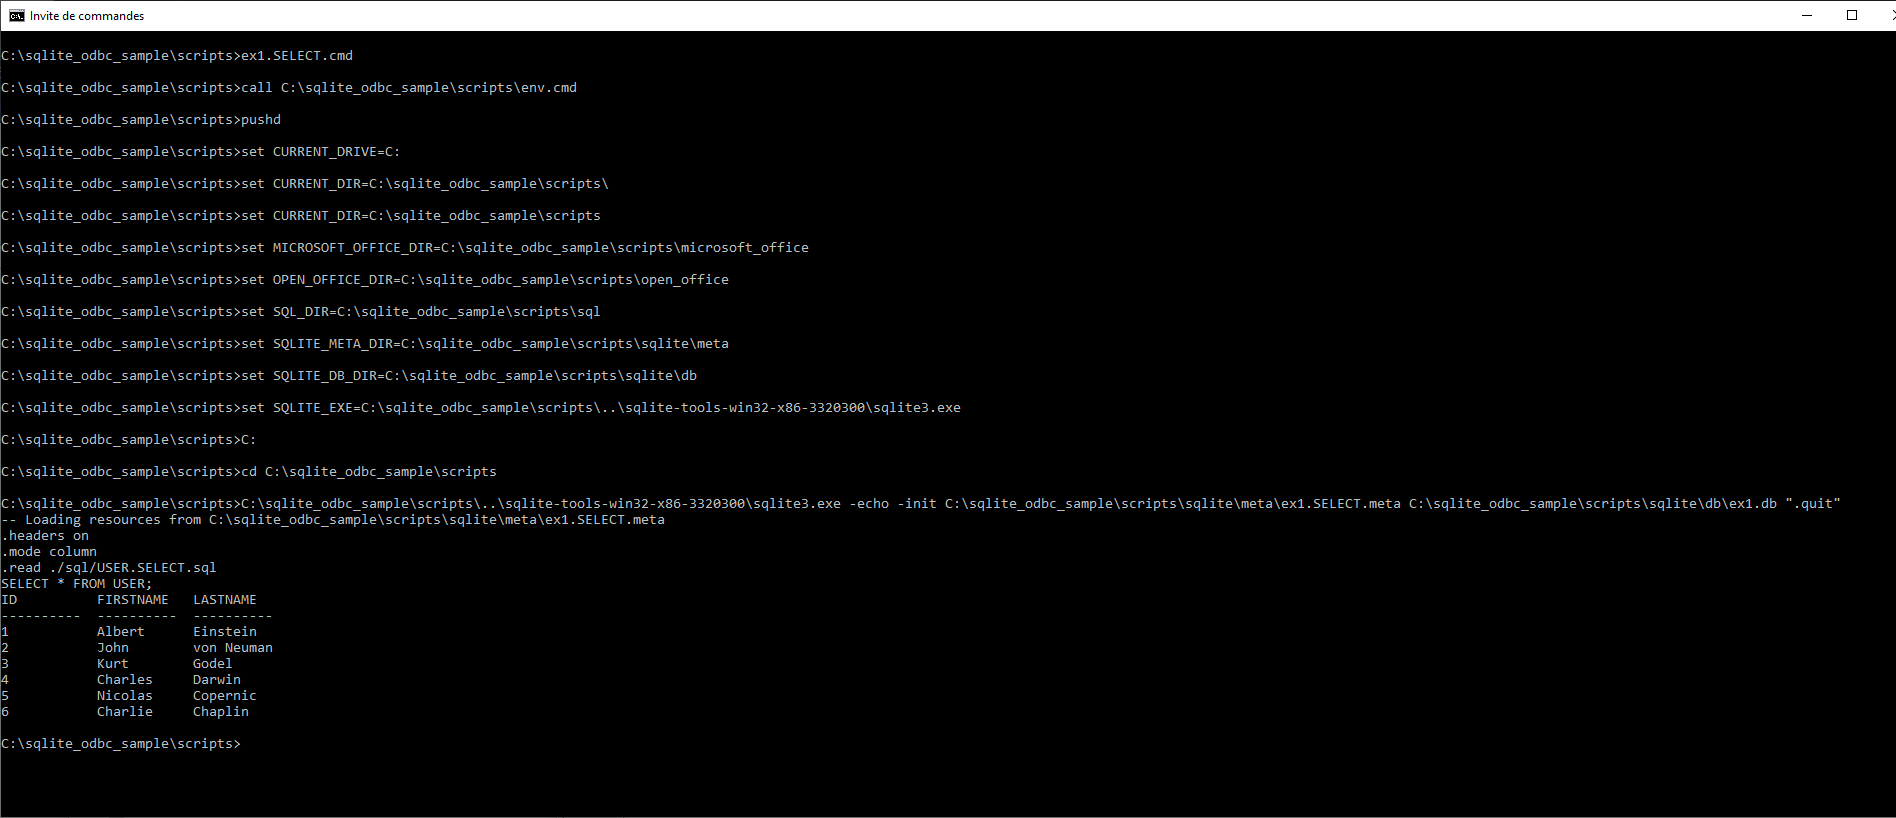 Invite de commandes
C:\sqlite_odbc_sample\scripts>ex1.SELECT.cmd
C:\sqlite_odbc_sample\scripts>call C:\sqlite_odbc_sample\scripts\env.cmd
C:\sqlite_odbc_sample\scripts>pushd
C:\sqlite_odbc_sample\scripts>set CURRENT_DRIVE=C:
C:\sqlite_odbc_sample\scripts>set CURRENT_DIR=C:\sqlite_odbc_sample\scripts\
C:\sqlite_odbc_sample\scripts>set CURRENT_DIR=C:\sqlite_odbc_sample\scripts
C:\sqlite_odbc_sample\scripts>set MICROSOFT_OFFICE_DIR=C:\sqlite_odbc_sample\scripts\microsoft_office
C:\sqlite_odbc_sample\scripts>set OPEN_OFFICE_DIR=C:\sqlite_odbc_sample\scripts\open_office
C:\sqlite_odbc_sample\scripts>set SQL_DIR=C:\sqlite_odbc_sample\scripts\sql
C:\sqlite_odbc_sample\scripts>set SQLITE_META_DIR=C:\sqlite_odbc_sample\scripts\sqlite\meta
C:\sqlite_odbc_sample\scripts>set SQLITE_DB_DIR=C:\sqlite_odbc_sample\scripts\sqlite\db
C:\sqlite_odbc_sample\scripts>set SQLITE_EXE=C:\sqlite_odbc_sample\scripts\..\sqlite-tools-win32-x86-3320300\sqlite3.exe
C:\sqlite_odbc_sample\scripts>C:
C:\sqlite_odbc_sample\scripts>cd C:\sqlite_odbc_sample\scripts
C:\sqlite_odbc_sample\scripts>C:\sqlite_odbc_sample\scripts\..\sqlite-tools-win32-x86-3320300\sqlite3.exe -echo -init C:\sqlite_odbc_sample\scripts\sqlite\meta\ex1.SELECT.meta C:\sqlite_odbc_sample\scripts\sqlite\db\ex1.db ".quit"
-- Loading resources from C:\sqlite_odbc_sample\scripts\sqlite\meta\ex1.SELECT.meta
.headers on
.mode column
.read ./sql/USER.SELECT.sql
SELECT * FROM USER;
ID          FIRSTNAME   LASTNAME
----------  ----------  ----------
1           Albert      Einstein
2           John        von Neuman
3           Kurt        Godel
4           Charles     Darwin
5           Nicolas     Copernic
6           Charlie     Chaplin
C:\sqlite_odbc_sample\scripts>